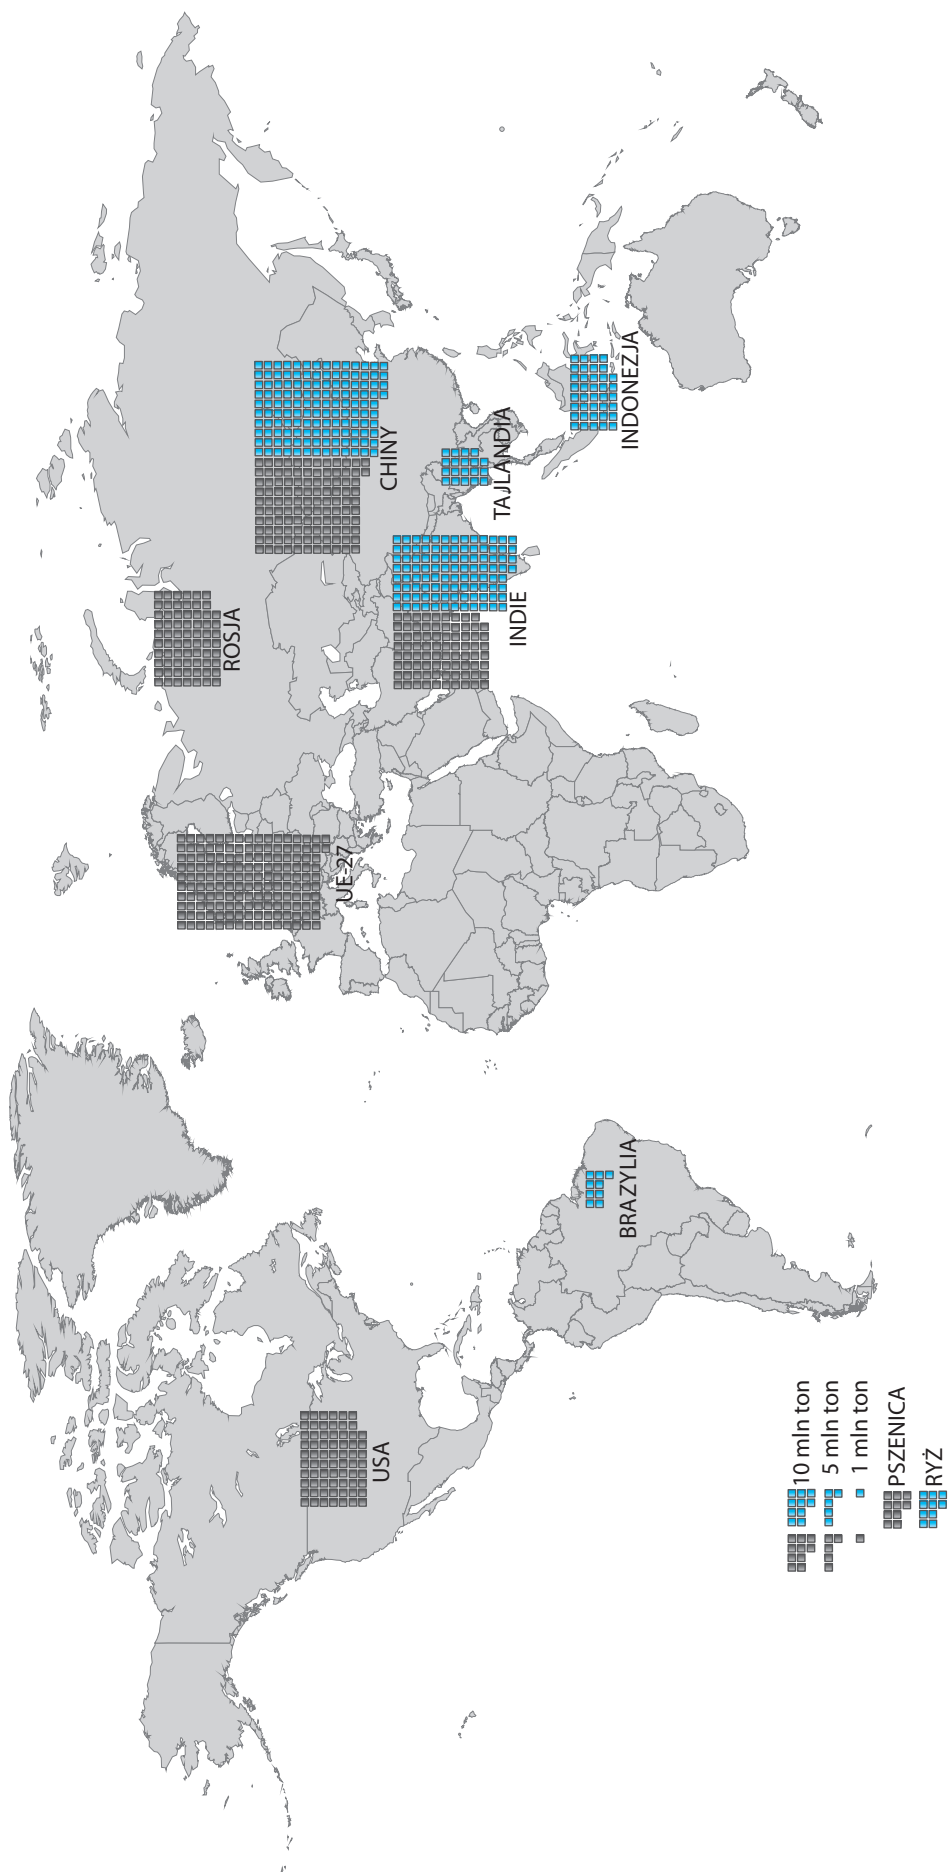 ROSJA
UE-27
CHINY
USA
INDIE
TAJLANDIA
INDONEZJA
BRAZYLIA
10 mln ton
5 mln ton
1 mln ton
PSZENICA
RYŻ